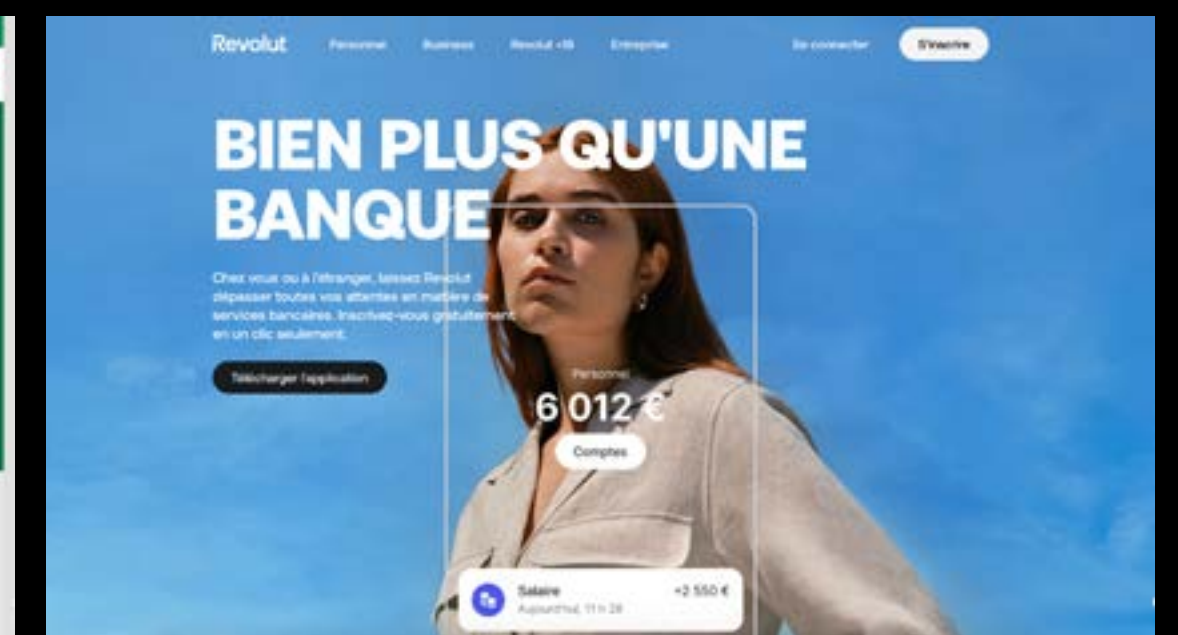 Revolut Personnel Business Revolut <18 Entreprise Se connecter S'inscrire
BIEN PLUS QU'UNE
BANQUE
Chez vous ou à l'étranger, laissez Revolut
dépasser toutes vos attentes en matière de
services bancaires. Inscrivez-vous gratuitement
en un clic seulement.
Télécharger l'application
Personnel
6 012 €
Comptes
Salaire +2 550 €
Aujourd'hui, 11 h 28